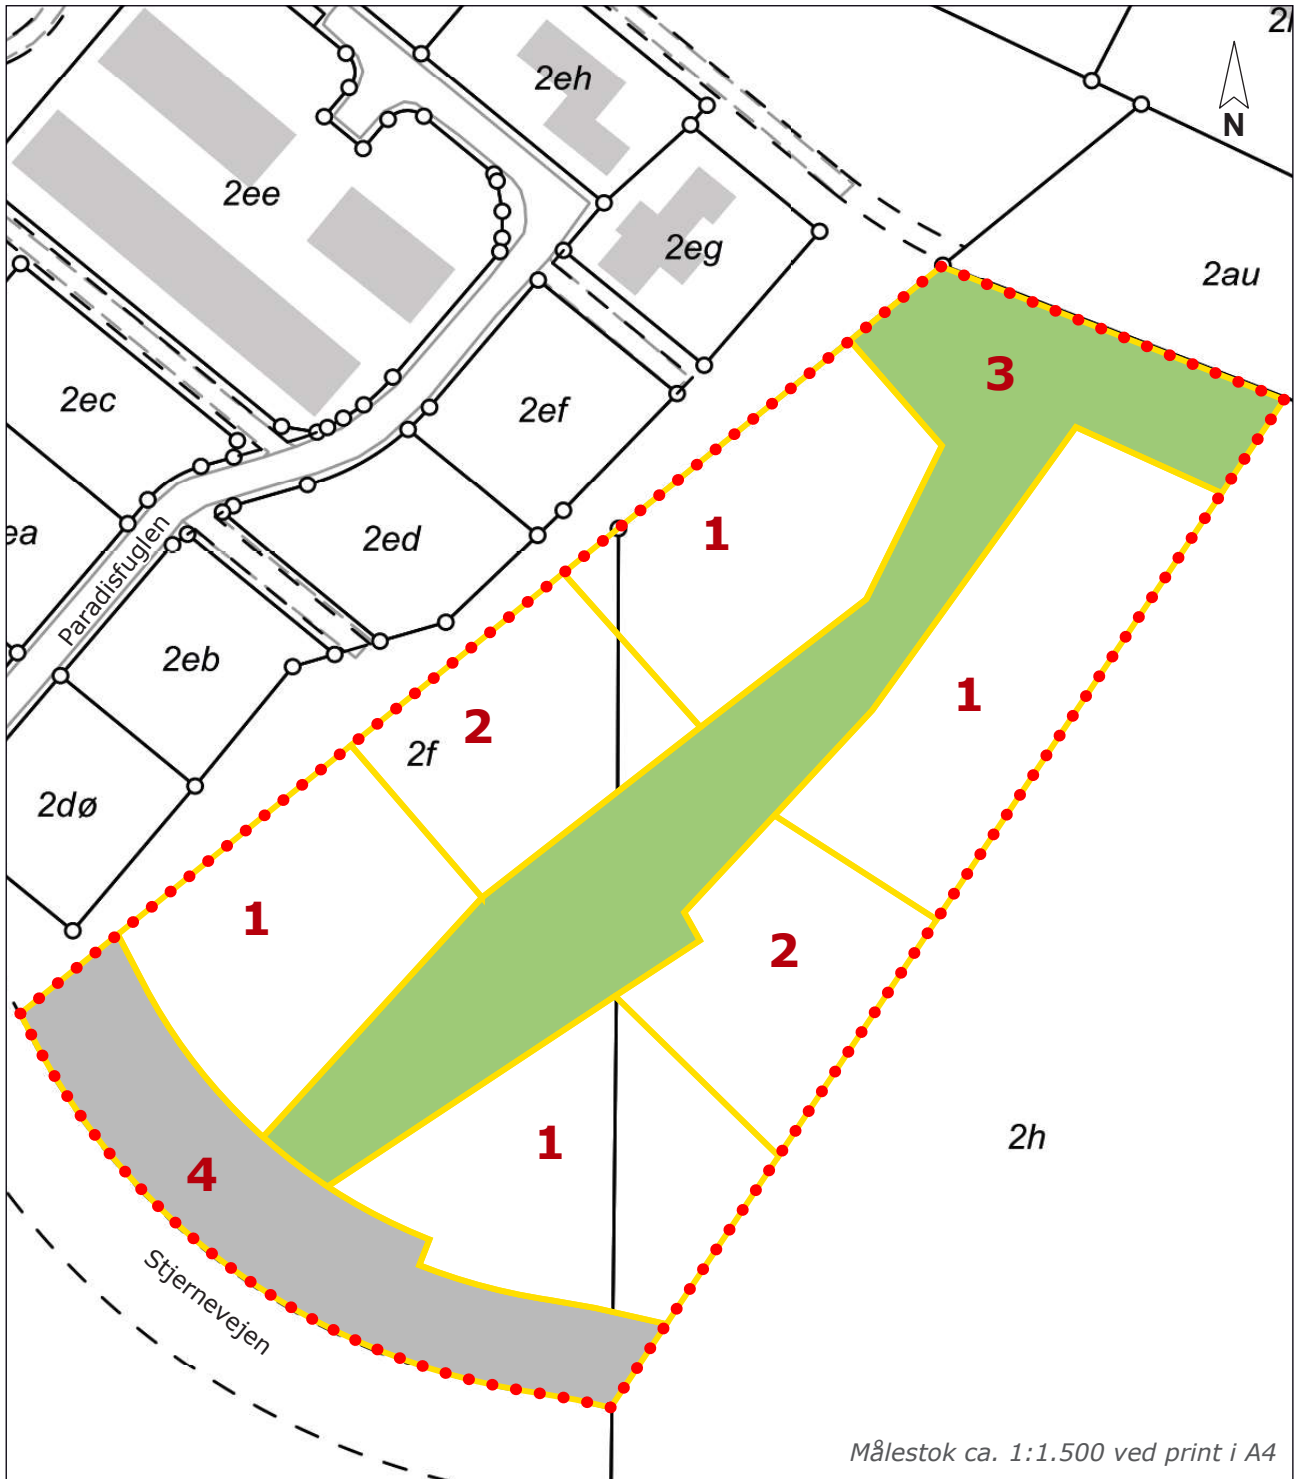 2eh
N
2ee
2eg
2au
3
2ec
2ef
1
ea
2ed
Paradisfuglen
2eb
1
2
2f
2dø
1
2
2h
1
4
Stjernevejen
Målestok ca. 1:1.500 ved print i A4